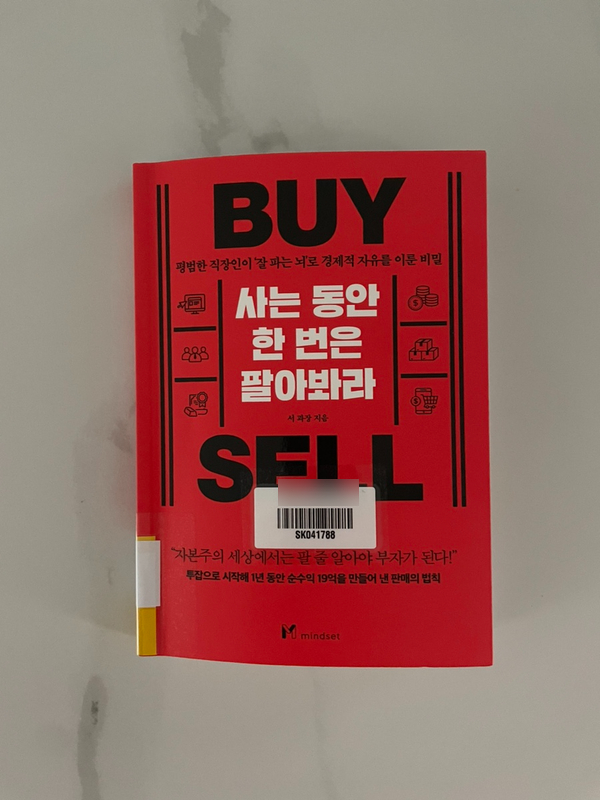 BUY
평범한 직장인이 '잘 파는 뇌'로 경제적 자유를 이룬 비밀
사는 동안
한 번은
팔아봐라
서 과장 지음
SELL
SK041788
"자본주의 세상에서는 팔 줄 알아야 부자가 된다!"
투잡으로 시작해 1년 동안 순수익 19억을 만들어 낸 판매의 법칙
mindset